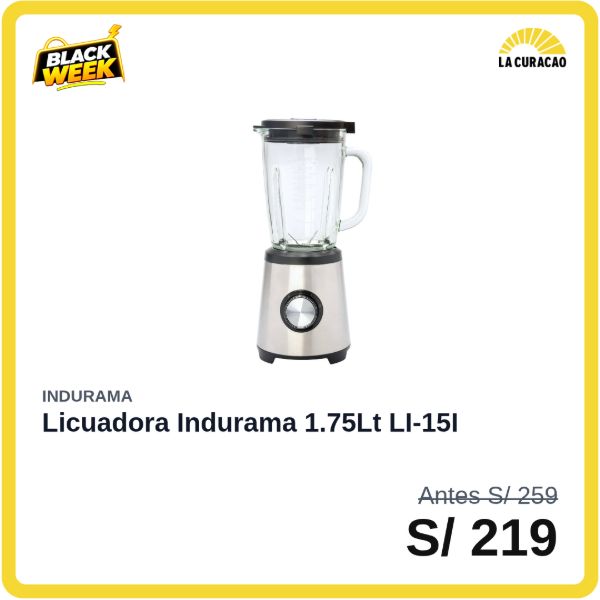 BLACK
WEEK
LA CURACAO
INDURAMA
Licuadora Indurama 1.75Lt LI-15I
Antes S/ 259
S/ 219